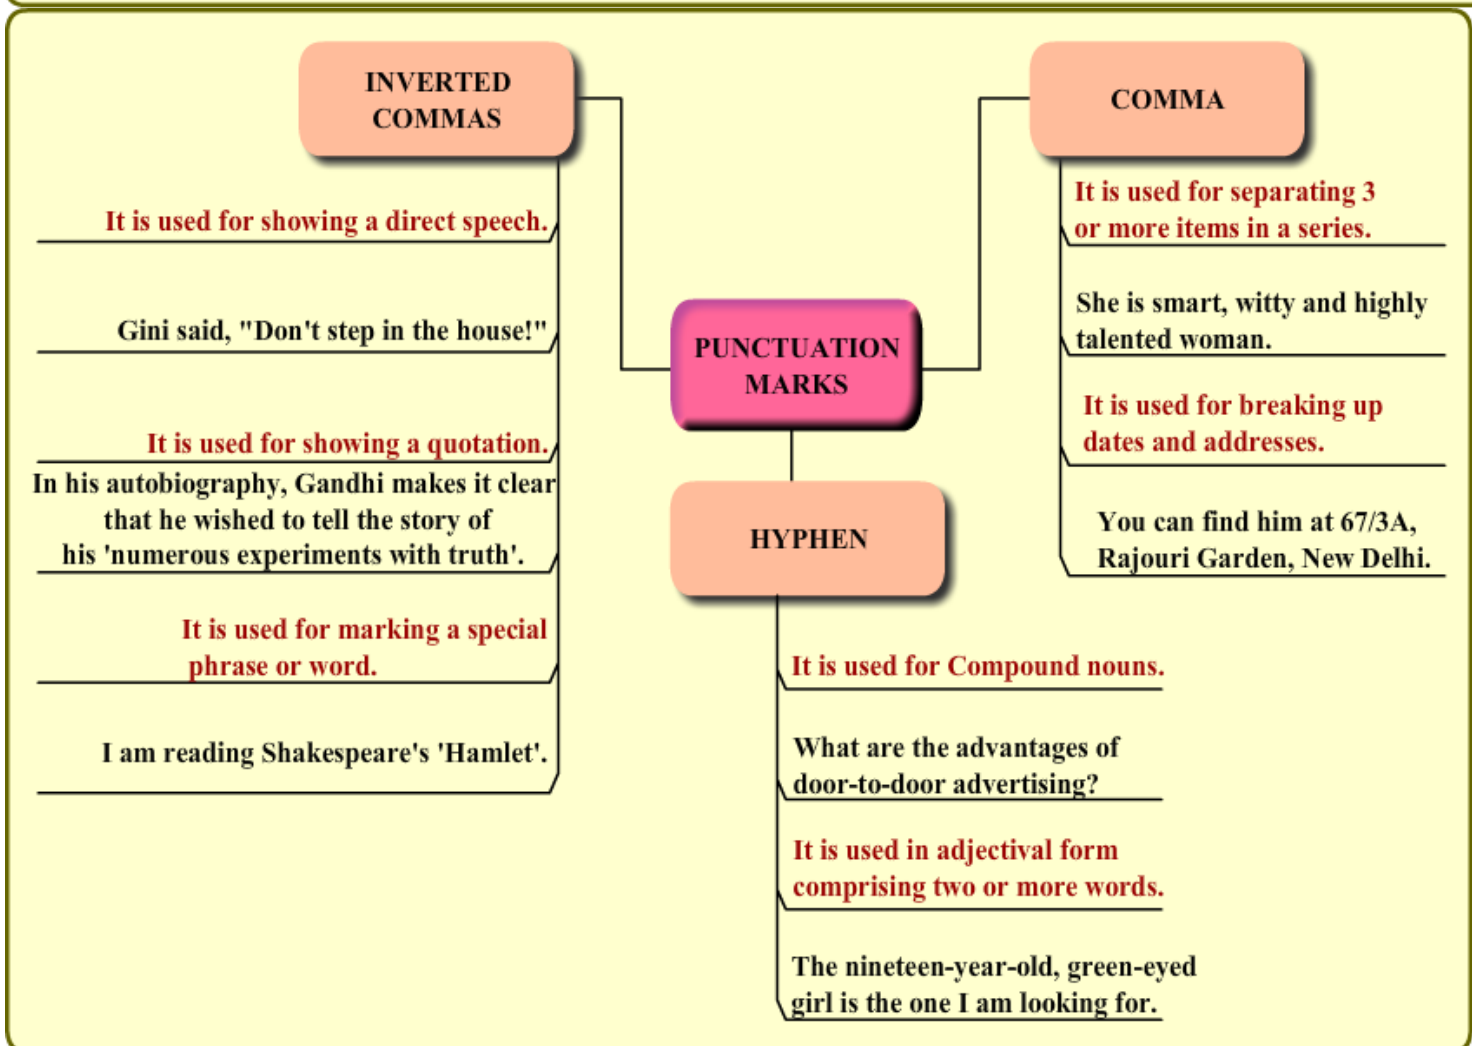 INVERTED
COMMAS
It is used for showing a direct speech.
Gini said, "Don't step in the house!"
It is used for showing a quotation.
In his autobiography, Gandhi makes it clear
that he wished to tell the story of
his 'numerous experiments with truth'.
It is used for marking a special
phrase or word.
I am reading Shakespeare's 'Hamlet'.
PUNCTUATION
MARKS
HYPHEN
It is used for Compound nouns.
What are the advantages of
door-to-door advertising?
It is used in adjectival form
comprising two or more words.
The nineteen-year-old, green-eyed
girl is the one I am looking for.
COMMA
It is used for separating 3
or more items in a series.
She is smart, witty and highly
talented woman.
It is used for breaking up
dates and addresses.
You can find him at 67/3A,
Rajouri Garden, New Delhi.